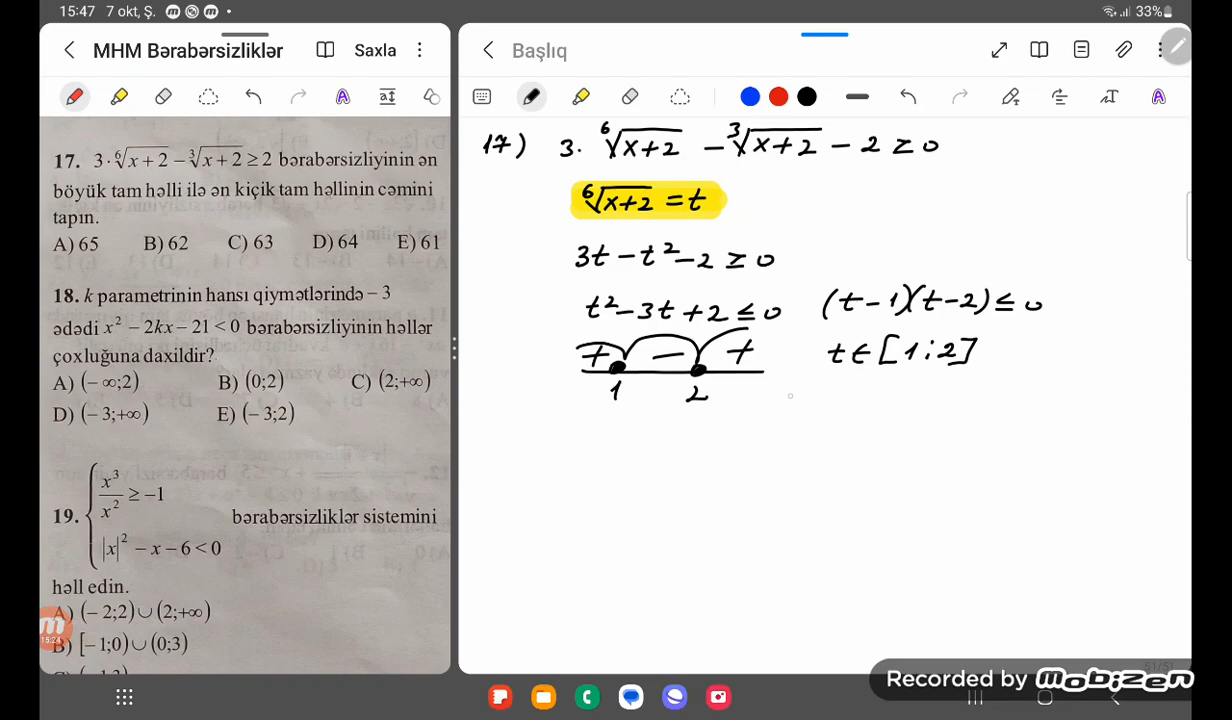 15:47 7 okt, Ş. 33%
MHM Bərabərsizliklər Saxla
17. 3·⁶√(x+2) − ³√(x+2) ≥ 2 bərabərsizliyinin ən
böyük tam həlli ilə ən kiçik tam həllinin cəmini
tapın.
A) 65 B) 62 C) 63 D) 64 E) 61
18. k parametrinin hansı qiymətlərində − 3
ədədi x² − 2kx − 21 < 0 bərabərsizliyinin həllər
çoxluğuna daxildir?
A) (− ∞;2) B) (0;2) C) (2;+∞)
D) (− 3;+∞) E) (− 3;2)
19. { x³/x² ≥ −1 bərabərsizliklər sistemini
|x|² − x − 6 < 0
həll edin.
A) (− 2;2) ∪ (2;+∞)
15:24
B) [−1;0) ∪ (0;3)
Başlıq
17) 3. ⁶√(x+2) − ³√(x+2) − 2 ≥ 0
⁶√(x+2) = t
3t − t² − 2 ≥ 0
t² − 3t + 2 ≤ 0 (t − 1)(t − 2) ≤ 0
+ − + t ∈ [1;2]
1 2
51/51
Recorded by mobizen